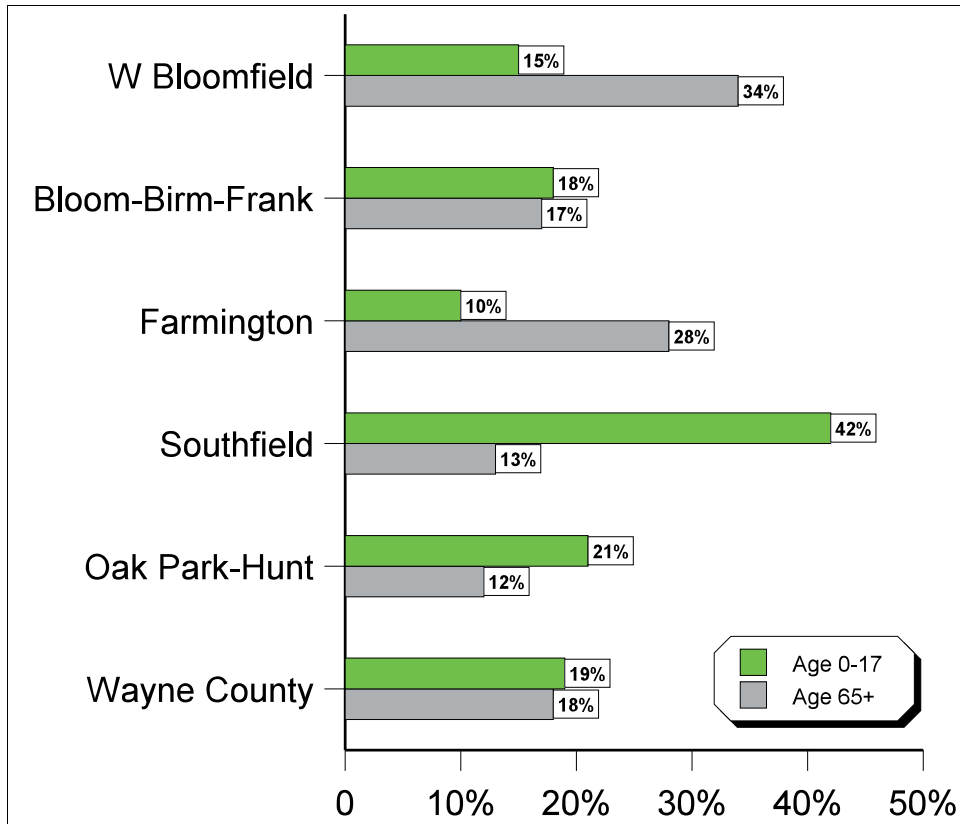 W Bloomfield
15%
34%
Bloom-Birm-Frank
18%
17%
Farmington
10%
28%
Southfield
42%
13%
Oak Park-Hunt
21%
12%
Wayne County
19%
18%
Age 0-17
Age 65+
0 10% 20% 30% 40% 50%